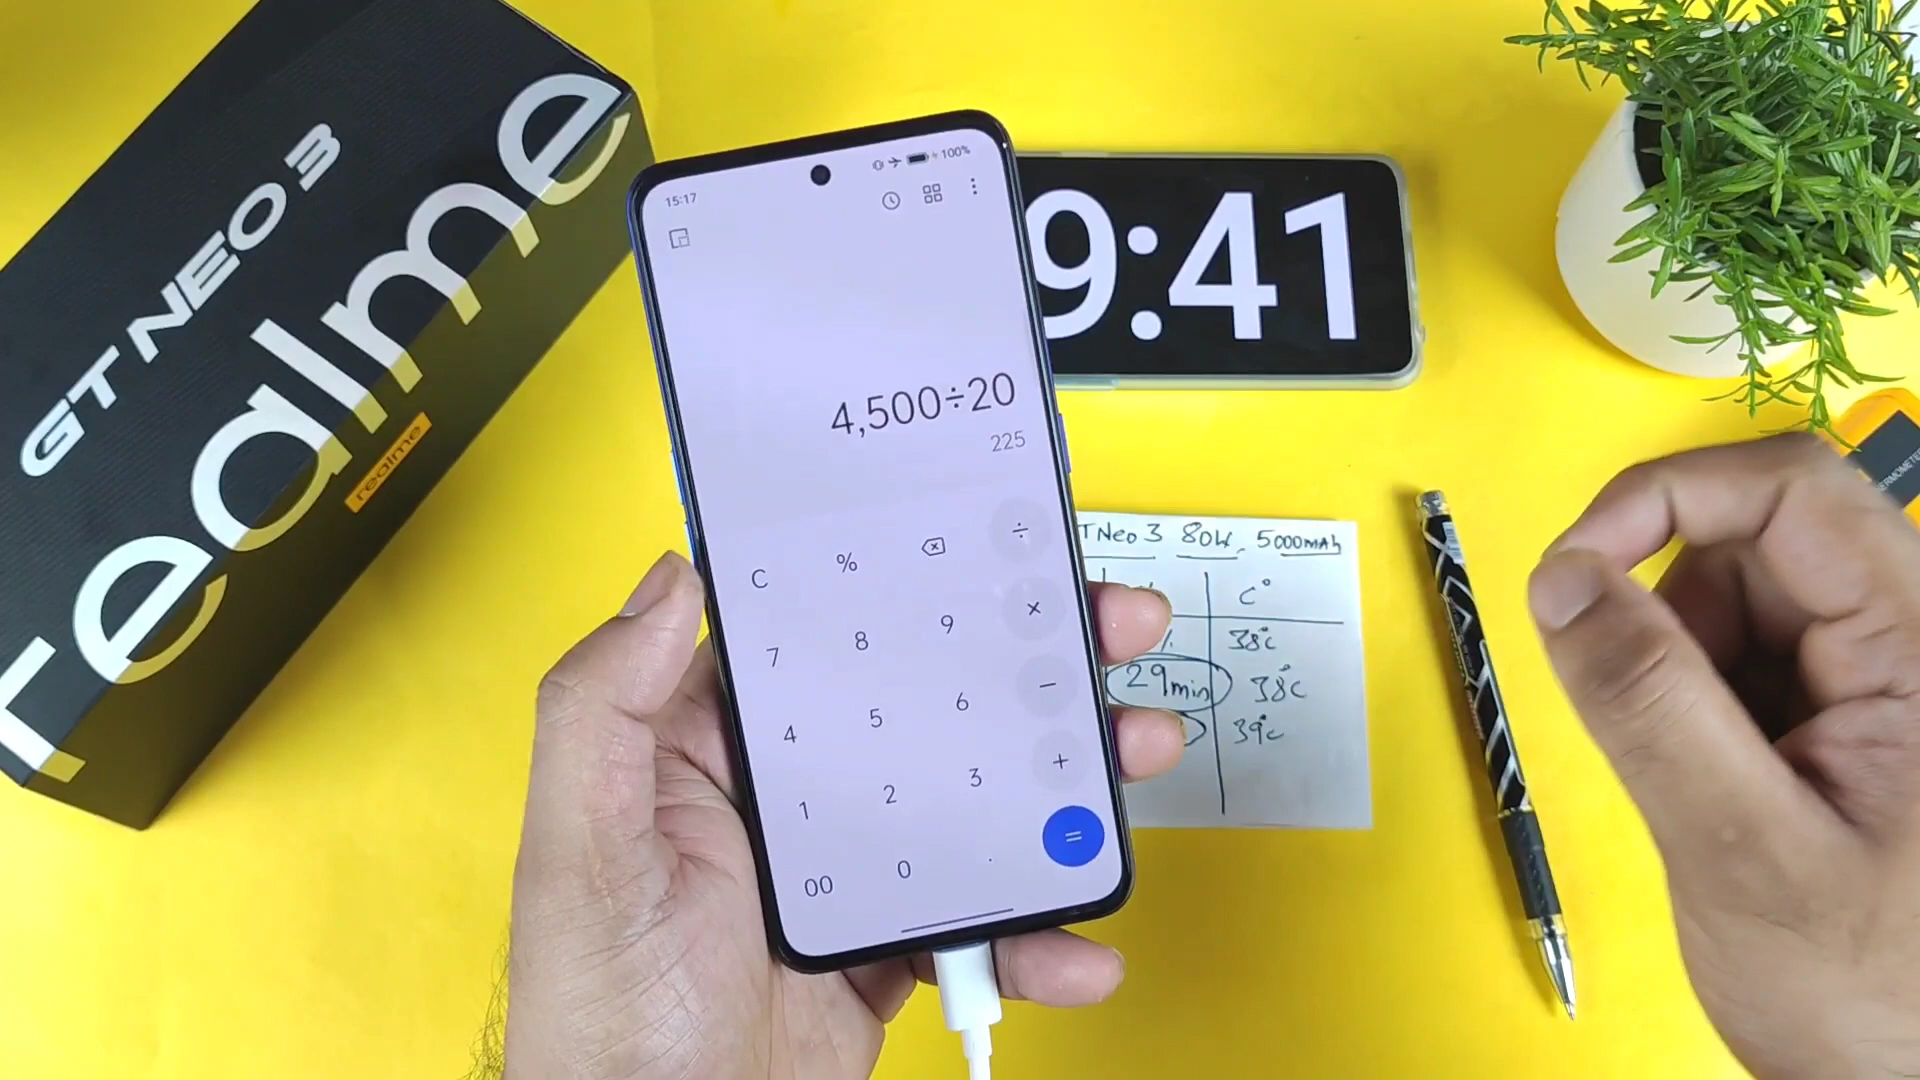 GT NEO 3
realme
realme
15:17
100%
4,500÷20
225
C % ÷
7 8 9 ×
4 5 6 −
1 2 3 +
00 0 . =
9:41
TNeo 3 80W, 5000mAh
% C°
% 38°c
29min 38°c
39°c